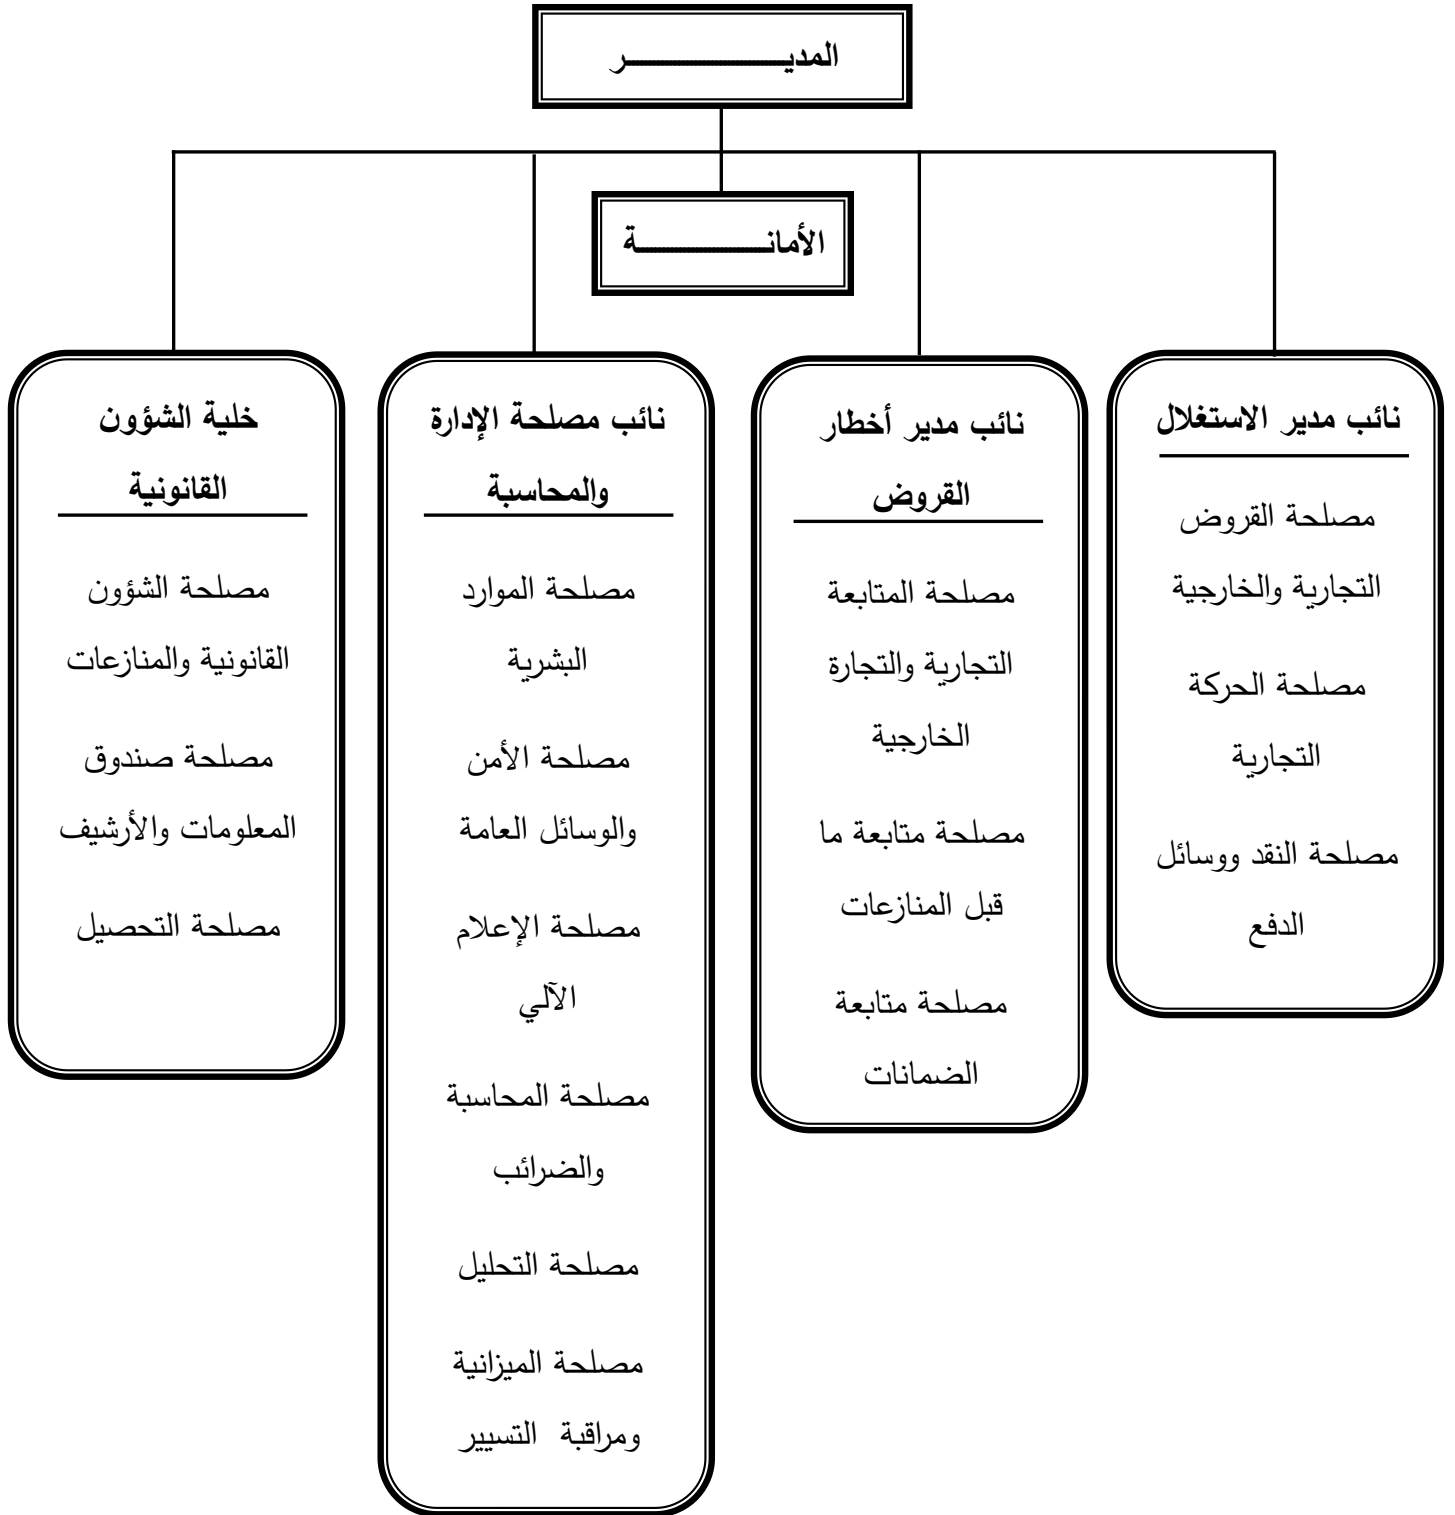 المديـــــــــــــــــر
الأمانـــــــــــــة
نائب مدير الاستغلال
مصلحة القروض
التجارية والخارجية
مصلحة الحركة
التجارية
مصلحة النقد ووسائل
الدفع
نائب مدير أخطار
القروض
مصلحة المتابعة
التجارية والتجارة
الخارجية
مصلحة متابعة ما
قبل المنازعات
مصلحة متابعة
الضمانات
نائب مصلحة الإدارة
والمحاسبة
مصلحة الموارد
البشرية
مصلحة الأمن
والوسائل العامة
مصلحة الإعلام
الآلي
مصلحة المحاسبة
والضرائب
مصلحة التحليل
مصلحة الميزانية
ومراقبة التسيير
خلية الشؤون
القانونية
مصلحة الشؤون
القانونية والمنازعات
مصلحة صندوق
المعلومات والأرشيف
مصلحة التحصيل